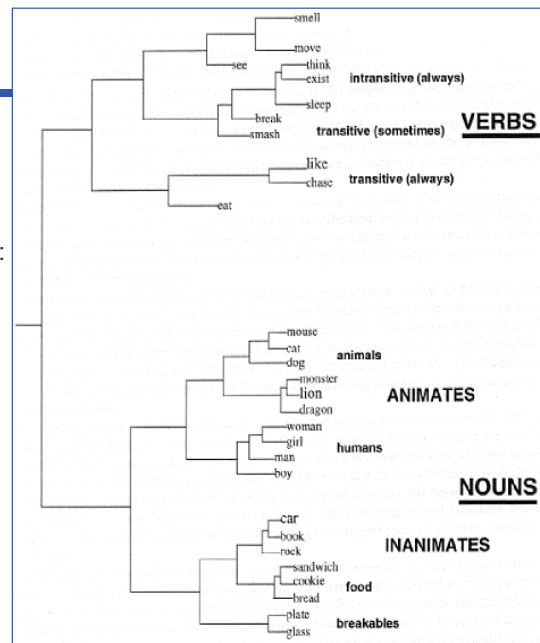 smell
move
see
think
exist
intransitive (always)
sleep
VERBS
break
smash
transitive (sometimes)
like
chase
transitive (always)
eat
:
mouse
cat
animals
dog
monster
lion
ANIMATES
dragon
woman
girl
humans
man
boy
NOUNS
car
book
INANIMATES
rock
sandwich
cookie
food
bread
plate
breakables
glass